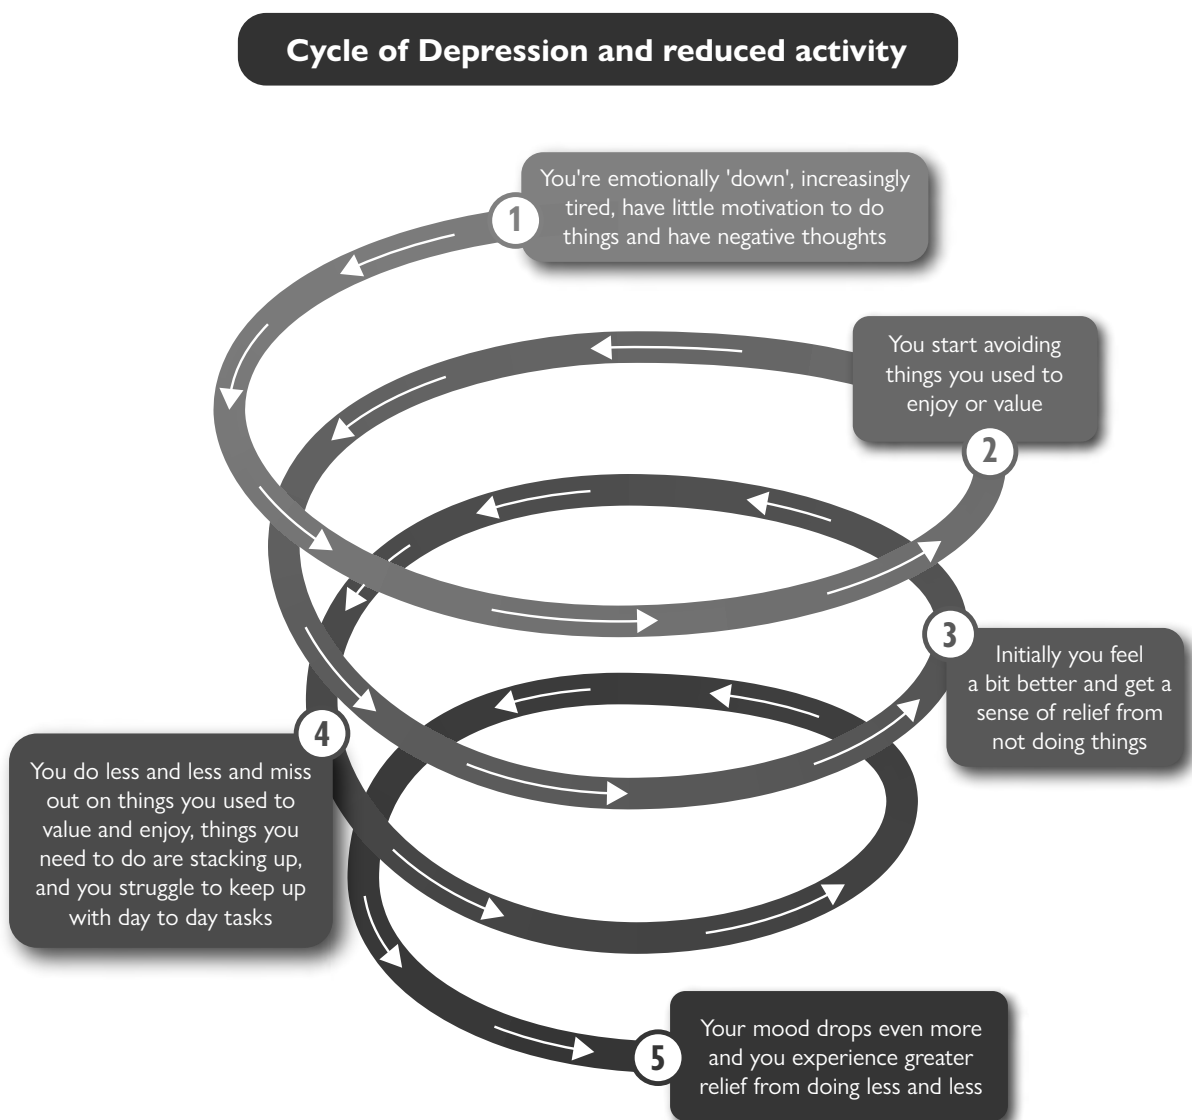 Cycle of Depression and reduced activity
1
You're emotionally 'down', increasingly
tired, have little motivation to do
things and have negative thoughts
You start avoiding
things you used to
enjoy or value
2
3
Initially you feel
a bit better and get a
sense of relief from
not doing things
4
You do less and less and miss
out on things you used to
value and enjoy, things you
need to do are stacking up,
and you struggle to keep up
with day to day tasks
5
Your mood drops even more
and you experience greater
relief from doing less and less